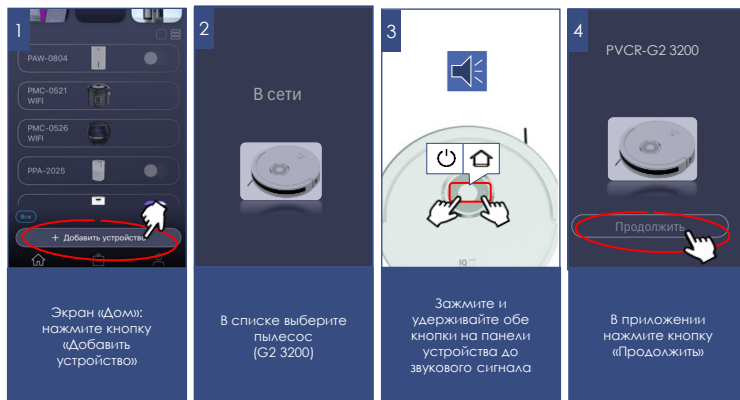 1
PAW-0804
PMC-0521
WIFI
PMC-0526
WIFI
PPA-2025
Все
+ Добавить устройство
Экран «Дом»:
нажмите кнопку
«Добавить
устройство»
2
В сети
В списке выберите
пылесос
(G2 3200)
3
IQ
Зажмите и
удерживайте обе
кнопки на панели
устройства до
звукового сигнала
4
PVCR-G2 3200
Продолжить
В приложении
нажмите кнопку
«Продолжить»